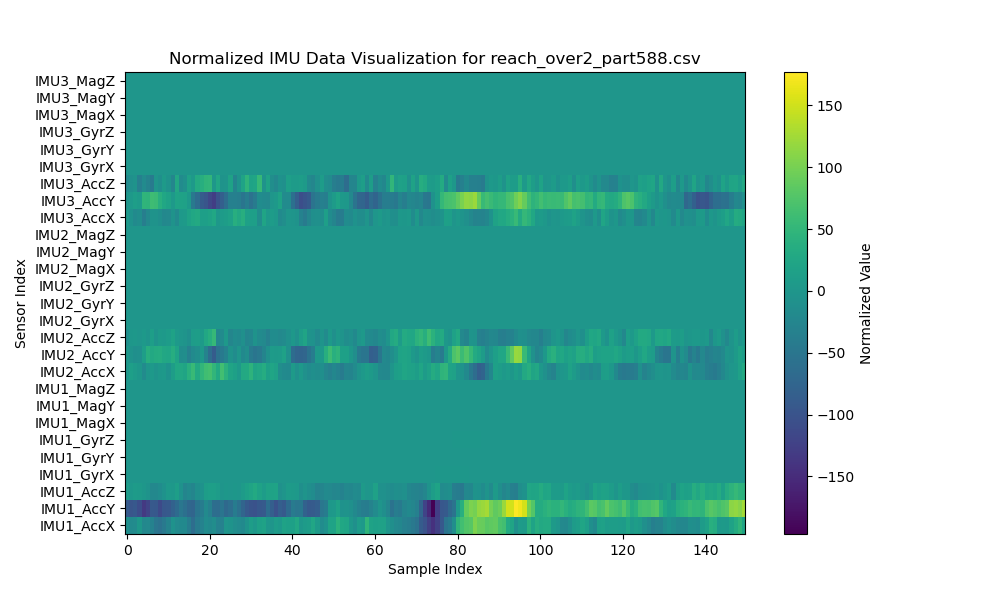 Normalized IMU Data Visualization for reach_over2_part588.csv
IMU3_MagZ
IMU3_MagY
IMU3_MagX
IMU3_GyrZ
IMU3_GyrY
IMU3_GyrX
IMU3_AccZ
IMU3_AccY
IMU3_AccX
IMU2_MagZ
IMU2_MagY
IMU2_MagX
IMU2_GyrZ
IMU2_GyrY
IMU2_GyrX
IMU2_AccZ
IMU2_AccY
IMU2_AccX
IMU1_MagZ
IMU1_MagY
IMU1_MagX
IMU1_GyrZ
IMU1_GyrY
IMU1_GyrX
IMU1_AccZ
IMU1_AccY
IMU1_AccX
Sensor Index
0 20 40 60 80 100 120 140
Sample Index
150
100
50
0
−50
−100
−150
Normalized Value